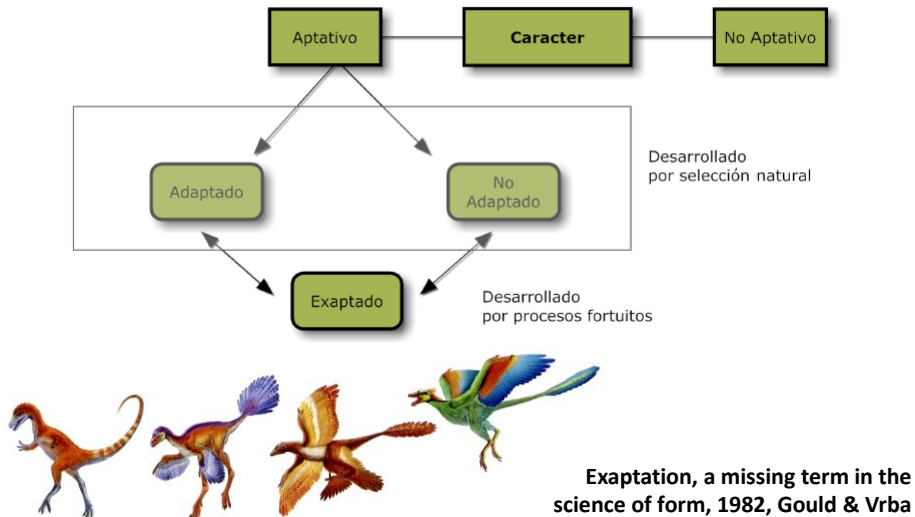 Aptativo
Caracter
No Aptativo
Desarrollado
por selección natural
Adaptado
No
Adaptado
Exaptado
Desarrollado
por procesos fortuitos
Exaptation, a missing term in the
science of form, 1982, Gould & Vrba